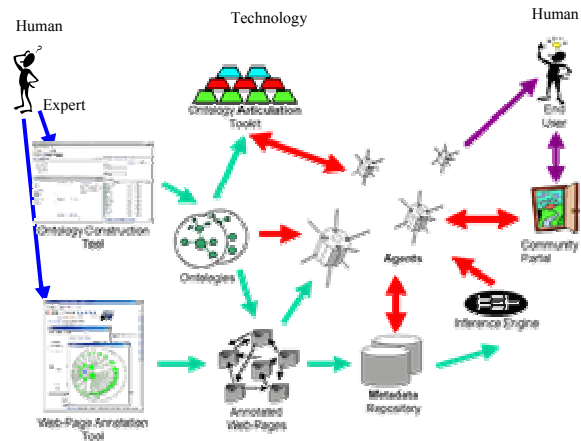 Human
Technology
Human
Expert
Ontology Articulation
Toolkit
End
User
Ontology Construction
Tool
Ontologies
Agents
Community
Portal
Inference Engine
Web-Page Annotation
Tool
Annotated
Web-Pages
Metadata
Repository